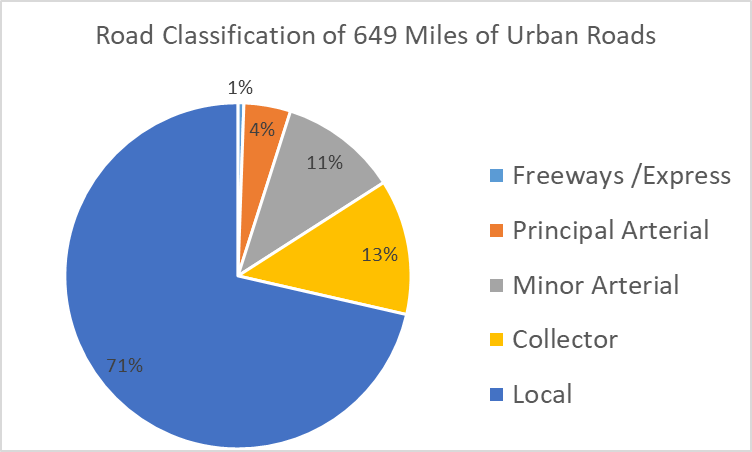 Road Classification of 649 Miles of Urban Roads
1%
4%
11%
13%
71%
Freeways /Express
Principal Arterial
Minor Arterial
Collector
Local